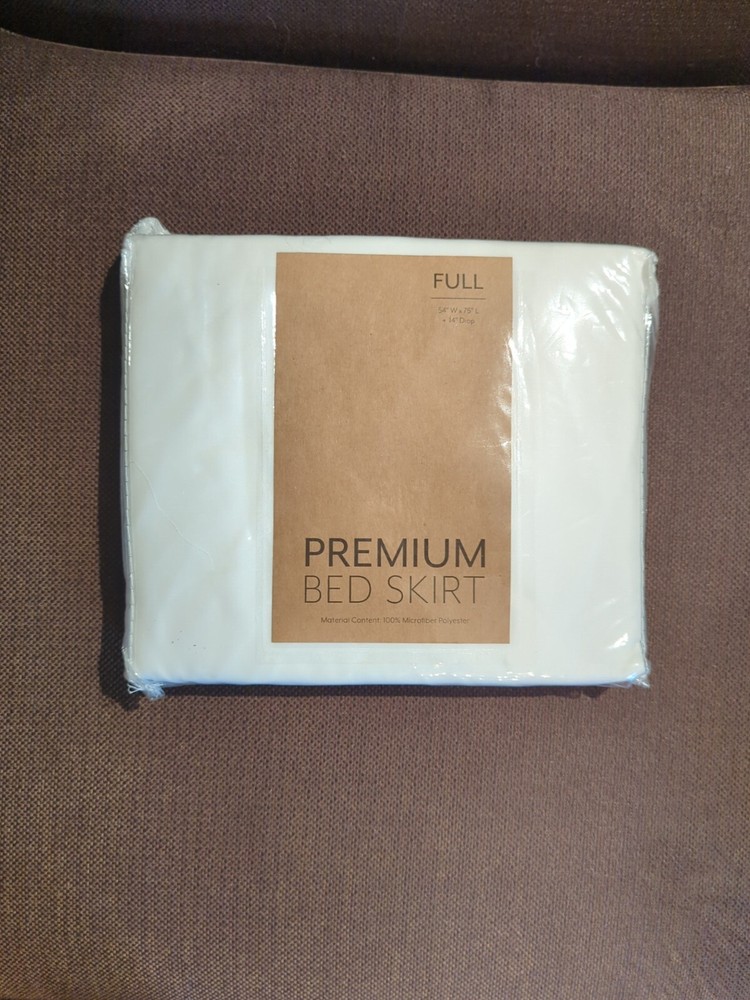 FULL
54" W x 75" L
+ 14" Drop
PREMIUM
BED SKIRT
Material Content: 100% Microfiber Polyester